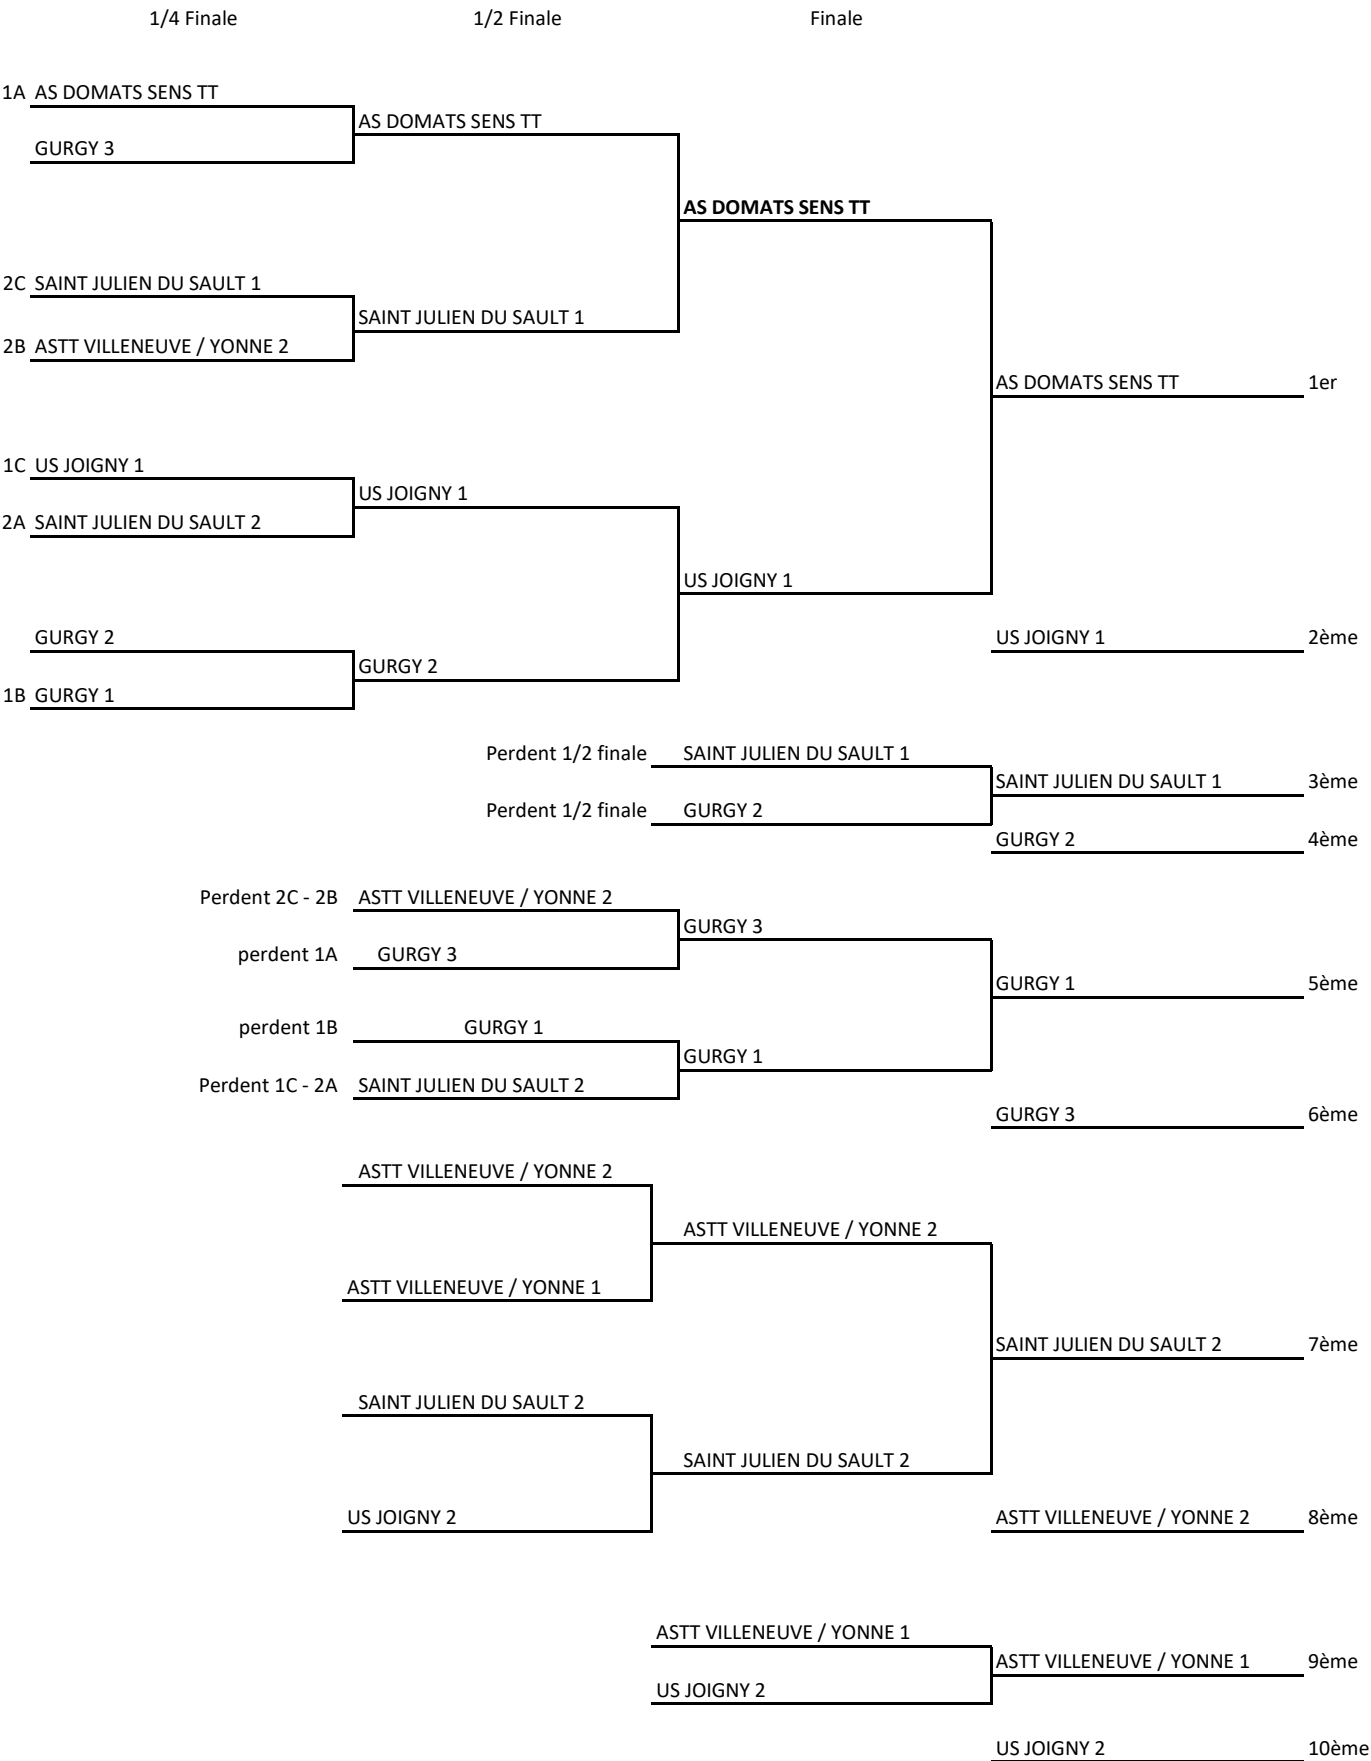 1/4 Finale 1/2 Finale Finale
1A AS DOMATS SENS TT
AS DOMATS SENS TT
GURGY 3
AS DOMATS SENS TT
2C SAINT JULIEN DU SAULT 1
SAINT JULIEN DU SAULT 1
2B ASTT VILLENEUVE / YONNE 2
AS DOMATS SENS TT 1er
1C US JOIGNY 1
US JOIGNY 1
2A SAINT JULIEN DU SAULT 2
US JOIGNY 1
GURGY 2 US JOIGNY 1 2ème
GURGY 2
1B GURGY 1
Perdent 1/2 finale SAINT JULIEN DU SAULT 1
SAINT JULIEN DU SAULT 1 3ème
Perdent 1/2 finale GURGY 2
GURGY 2 4ème
Perdent 2C - 2B ASTT VILLENEUVE / YONNE 2
GURGY 3
perdent 1A GURGY 3
GURGY 1 5ème
perdent 1B GURGY 1
GURGY 1
Perdent 1C - 2A SAINT JULIEN DU SAULT 2
GURGY 3 6ème
ASTT VILLENEUVE / YONNE 2
ASTT VILLENEUVE / YONNE 2
ASTT VILLENEUVE / YONNE 1
SAINT JULIEN DU SAULT 2 7ème
SAINT JULIEN DU SAULT 2
SAINT JULIEN DU SAULT 2
US JOIGNY 2 ASTT VILLENEUVE / YONNE 2 8ème
ASTT VILLENEUVE / YONNE 1
ASTT VILLENEUVE / YONNE 1 9ème
US JOIGNY 2
US JOIGNY 2 10ème